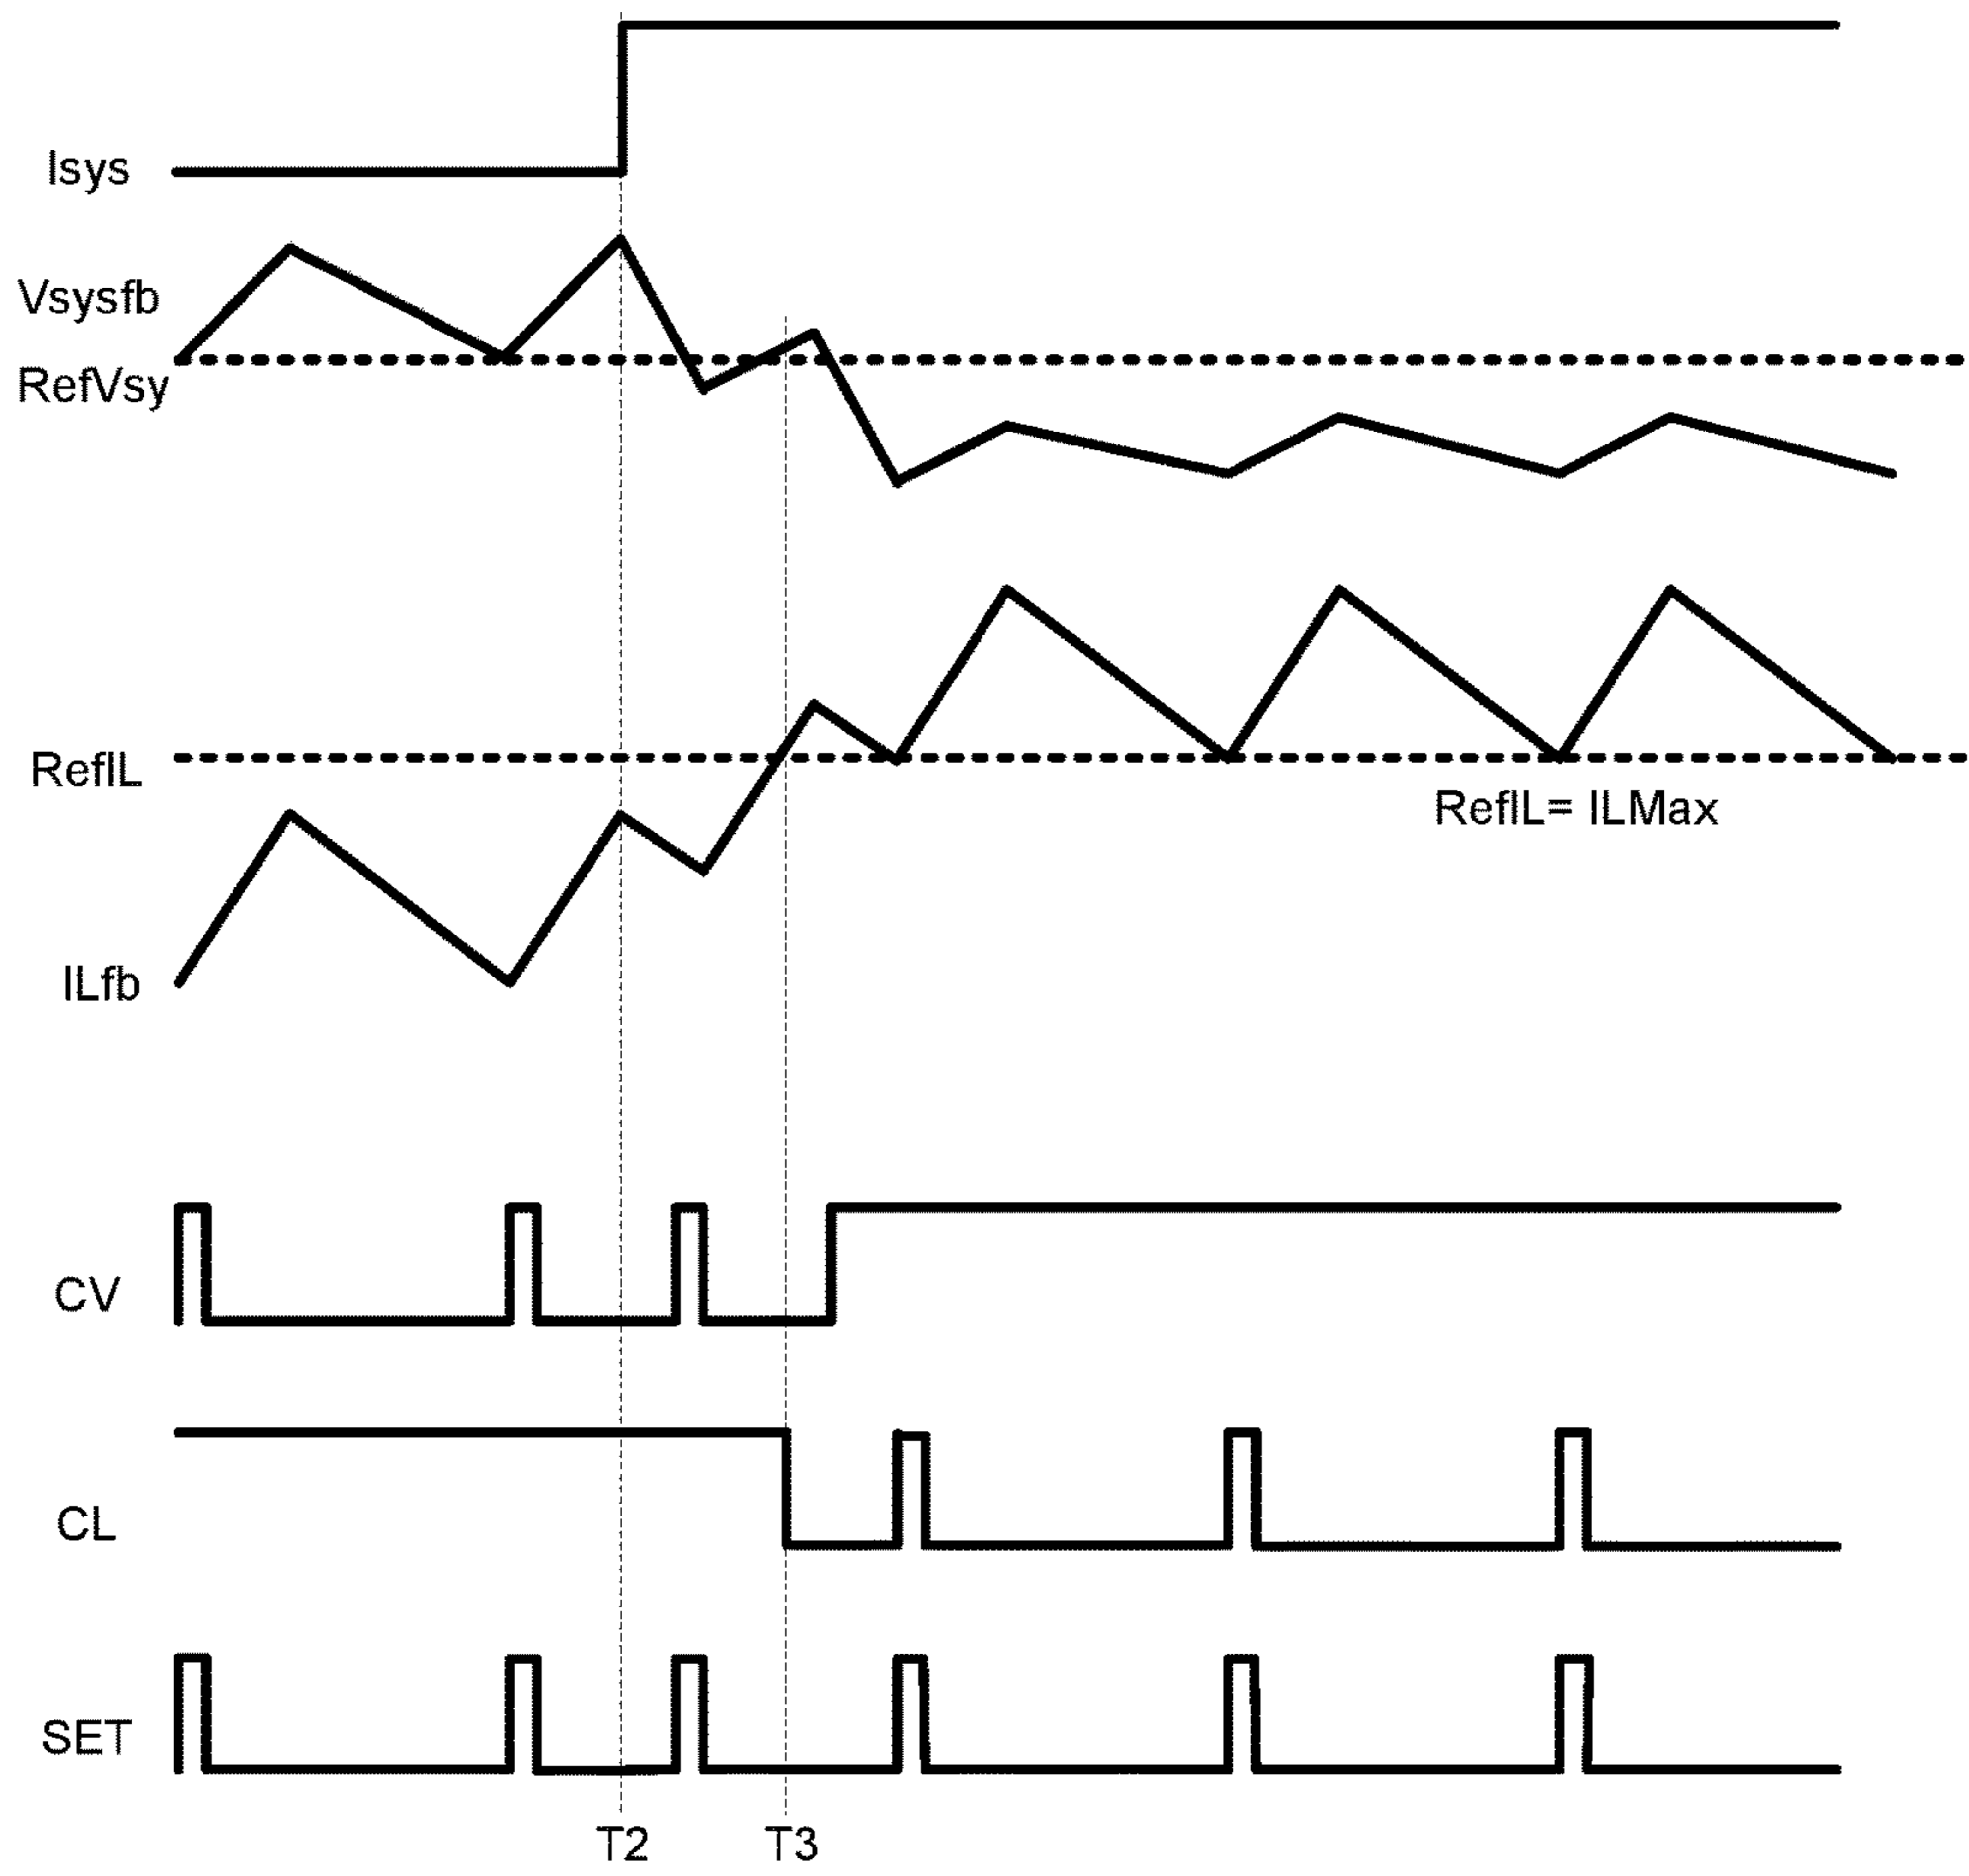 Isys
Vsysfb
RefVsy
RefIL
RefIL= ILMax
ILfb
CV
CL
SET
T2
T3